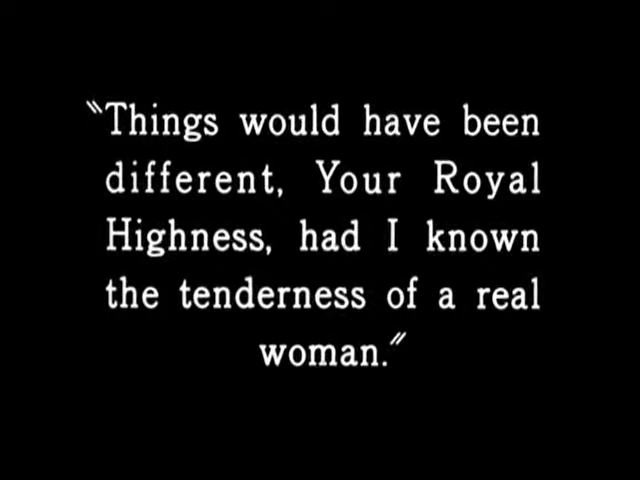 “Things would have been
different, Your Royal
Highness, had I known
the tenderness of a real
woman.”